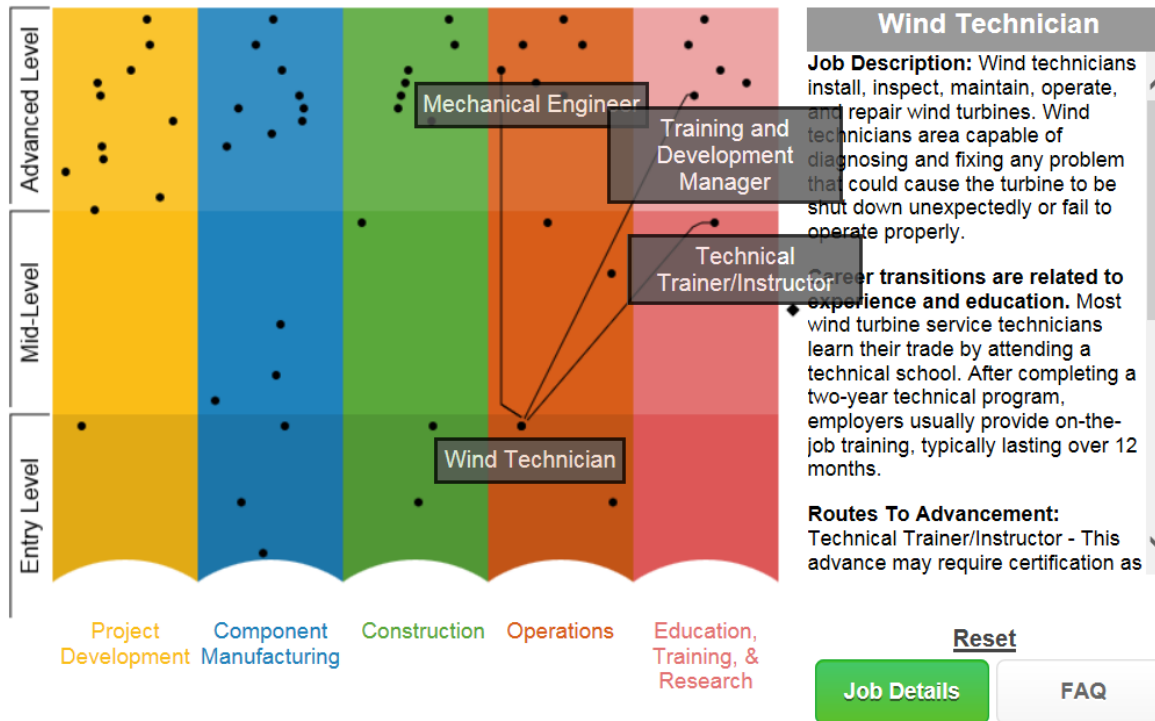 Advanced Level
Mid-Level
Entry Level
Mechanical Engineer
Training and
Development
Manager
Technical
Trainer/Instructor
Wind Technician
Project
Development
Component
Manufacturing
Construction
Operations
Education,
Training, &
Research
Wind Technician
Job Description: Wind technicians
install, inspect, maintain, operate,
and repair wind turbines. Wind
technicians area capable of
diagnosing and fixing any problem
that could cause the turbine to be
shut down unexpectedly or fail to
operate properly.
Career transitions are related to
experience and education. Most
wind turbine service technicians
learn their trade by attending a
technical school. After completing a
two-year technical program,
employers usually provide on-the-
job training, typically lasting over 12
months.
Routes To Advancement:
Technical Trainer/Instructor - This
advance may require certification as
Reset
Job Details
FAQ